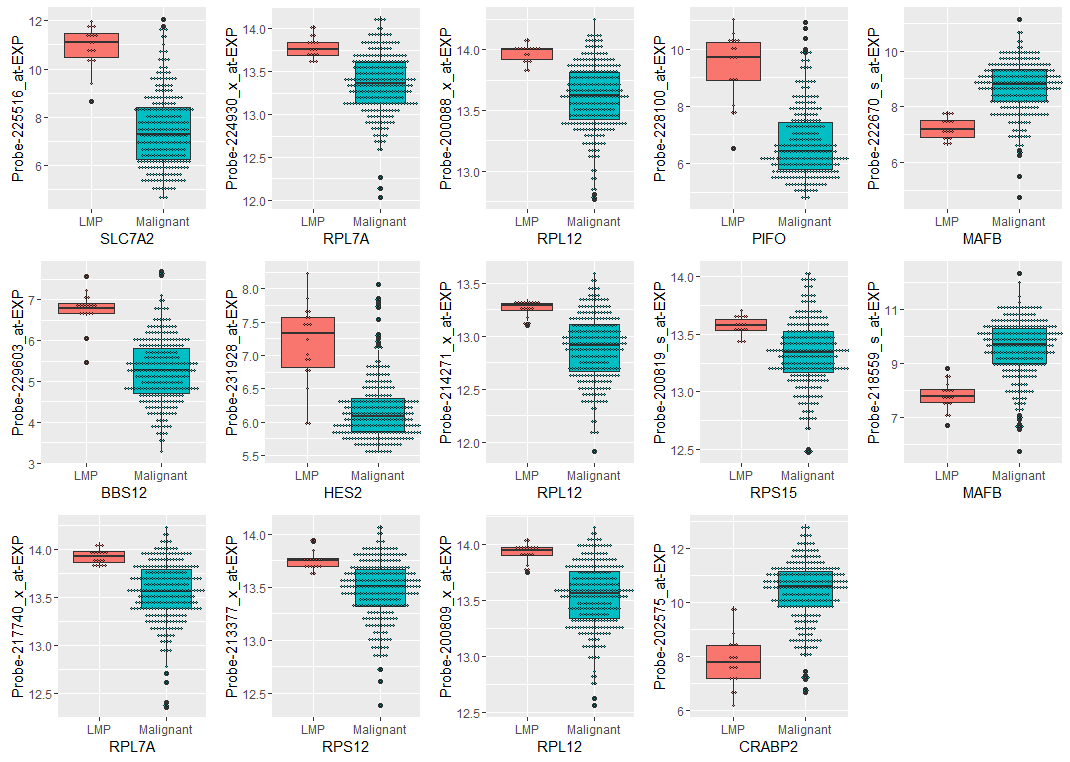 Probe-225516_at-EXP
12
10
8
6
LMP Malignant
SLC7A2
Probe-224930_x_at-EXP
14.0
13.5
13.0
12.5
12.0
LMP Malignant
RPL7A
Probe-200088_x_at-EXP
14.0
13.5
13.0
LMP Malignant
RPL12
Probe-228100_at-EXP
10
8
6
LMP Malignant
PIFO
Probe-222670_s_at-EXP
10
8
6
LMP Malignant
MAFB
Probe-229603_at-EXP
7
6
5
4
3
LMP Malignant
BBS12
Probe-231928_at-EXP
8.0
7.5
7.0
6.5
6.0
5.5
LMP Malignant
HES2
Probe-214271_x_at-EXP
13.5
13.0
12.5
12.0
LMP Malignant
RPL12
Probe-200819_s_at-EXP
14.0
13.5
13.0
12.5
LMP Malignant
RPS15
Probe-218559_s_at-EXP
11
9
7
LMP Malignant
MAFB
Probe-217740_x_at-EXP
14.0
13.5
13.0
12.5
LMP Malignant
RPL7A
Probe-213377_x_at-EXP
14.0
13.5
13.0
12.5
LMP Malignant
RPS12
Probe-200809_x_at-EXP
14.0
13.5
13.0
12.5
LMP Malignant
RPL12
Probe-202575_at-EXP
12
10
8
6
LMP Malignant
CRABP2